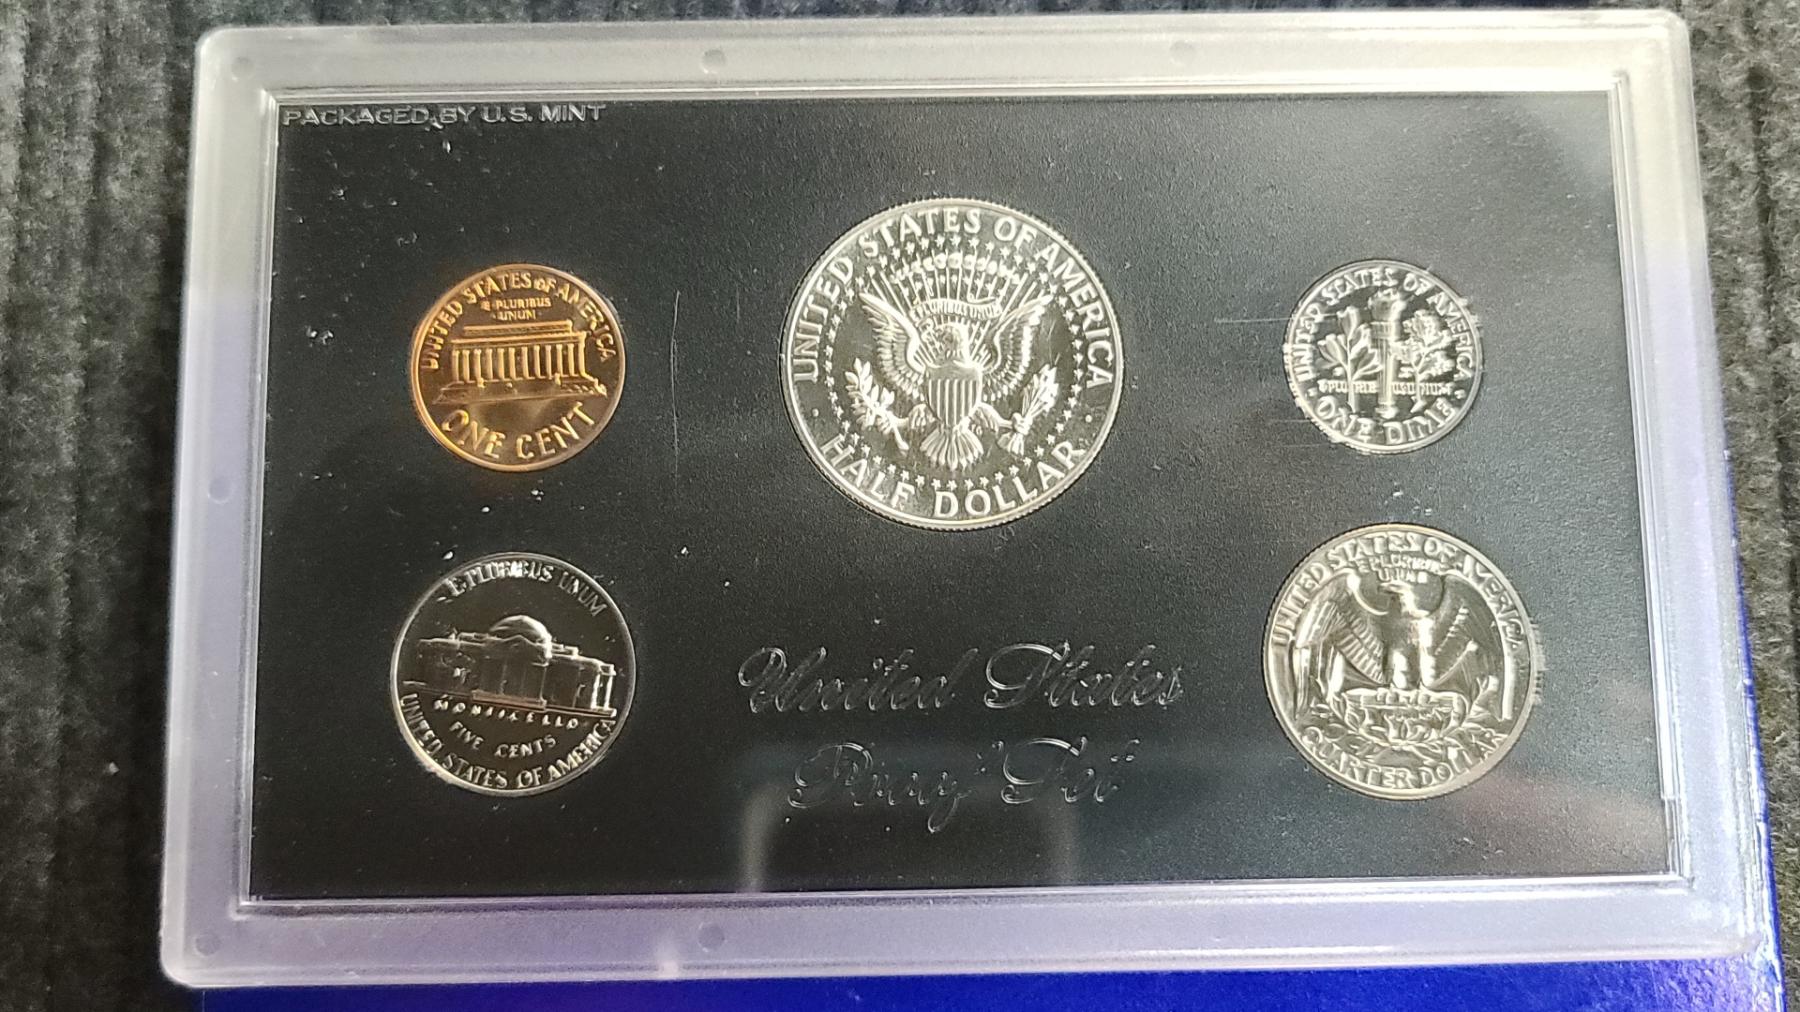 PACKAGED BY U.S. MINT
UNITED STATES OF AMERICA
E PLURIBUS
UNUM
ONE CENT
UNITED STATES OF AMERICA
E PLURIBUS UNUM
HALF DOLLAR
UNITED STATES OF AMERICA
E PLURIBUS UNUM
ONE DIME
E PLURIBUS UNUM
MONTICELLO
FIVE CENTS
UNITED STATES OF AMERICA
United States
Proof Set
UNITED STATES OF AMERICA
E PLURIBUS
UNUM
QUARTER DOLLAR